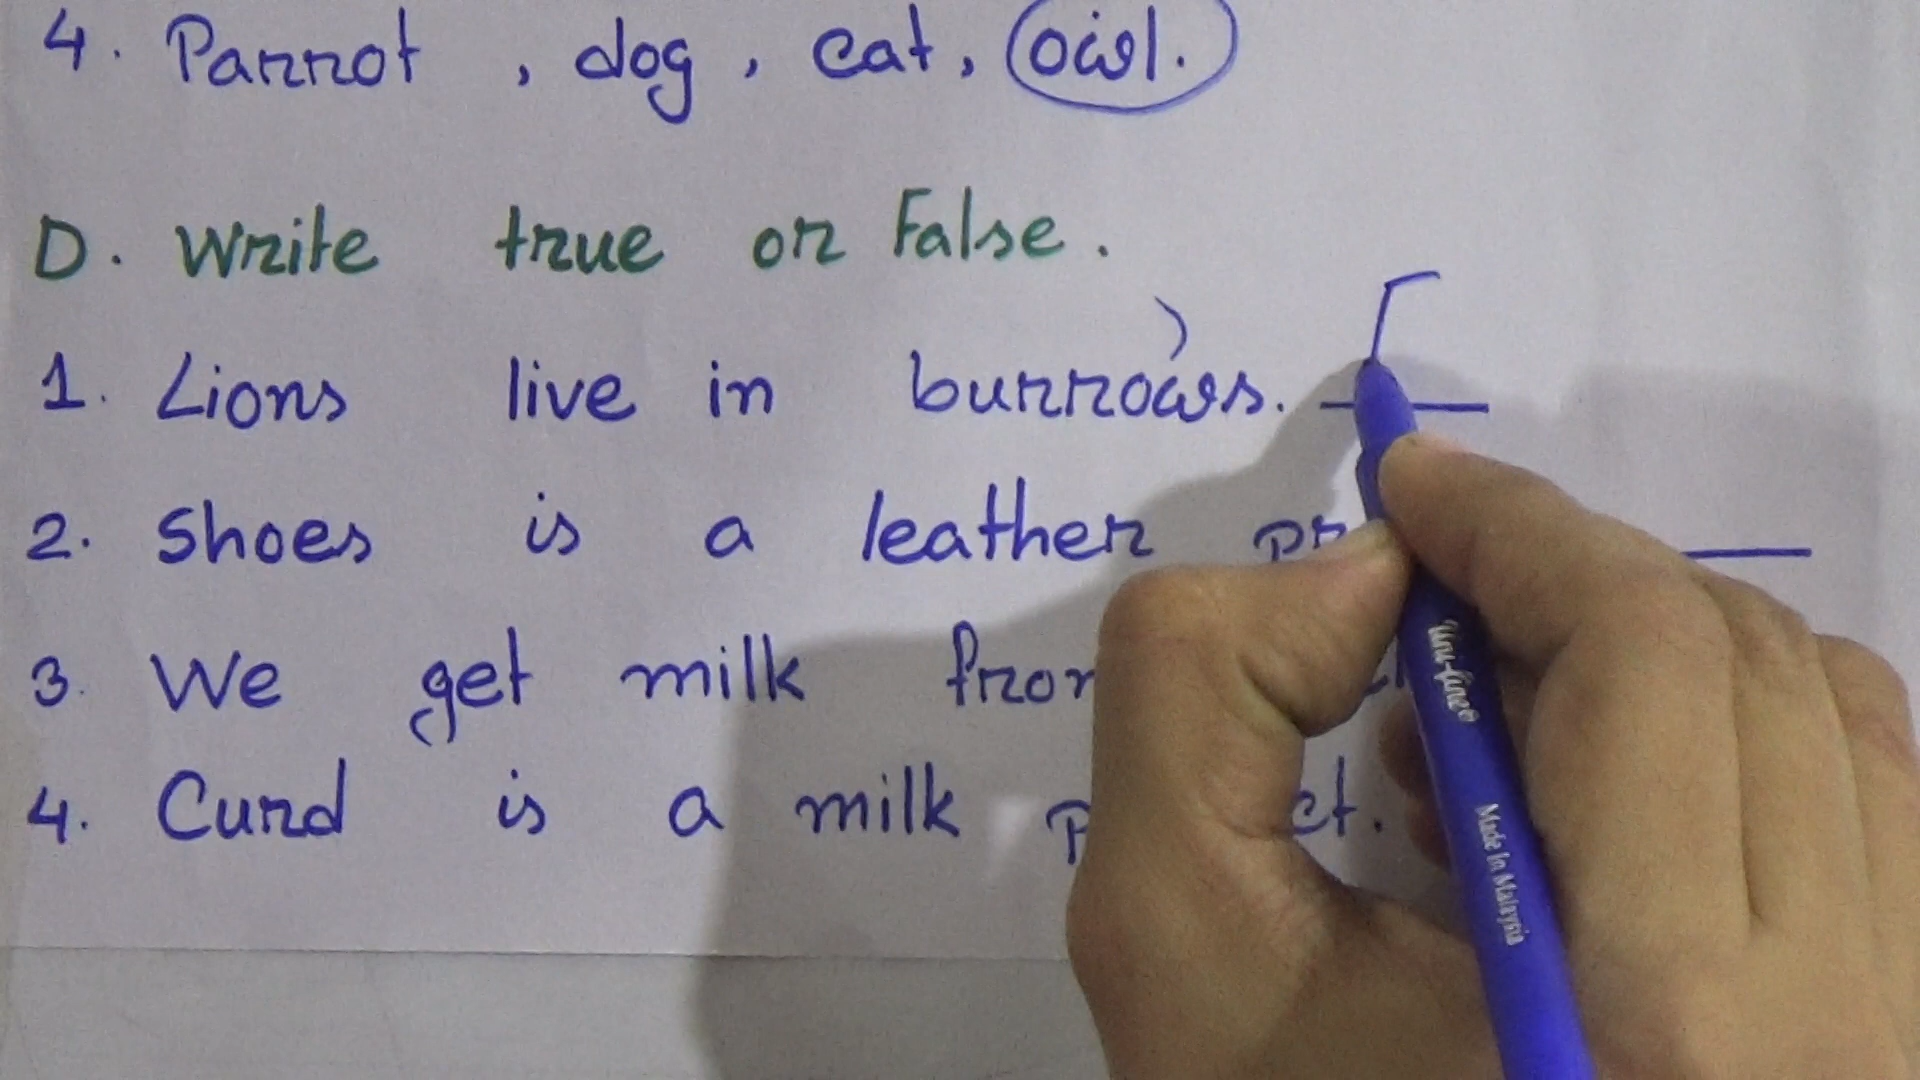 4. Parrot , dog , cat, owl.
D. Write true or False.
1. Lions live in burrows. F
2. Shoes is a leather
3. We get milk
4. Curd is a milk
uni-fine
Made In Malaysia